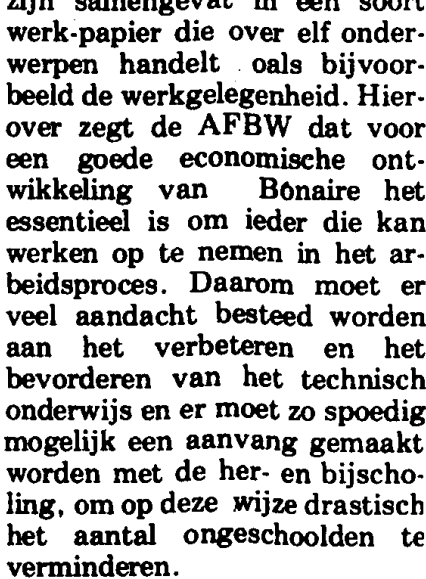 zijn samengevat in een soort
werk-papier die over elf onder-
werpen handelt oals bijvoor-
beeld de werkgelegenheid. Hier-
over zegt de AFBW dat voor
een goede economische ont-
wikkeling van Bonaire het
essentieel is om ieder die kan
werken op te nemen in het ar-
beidsproces. Daarom moet er
veel aandacht besteed worden
aan het verbeteren en het
bevorderen van het technisch
onderwijs en er moet zo spoedig
mogelijk een aanvang gemaakt
worden met de her- en bijscho-
ling, om op deze wijze drastisch
het aantal ongeschoolden te
verminderen.